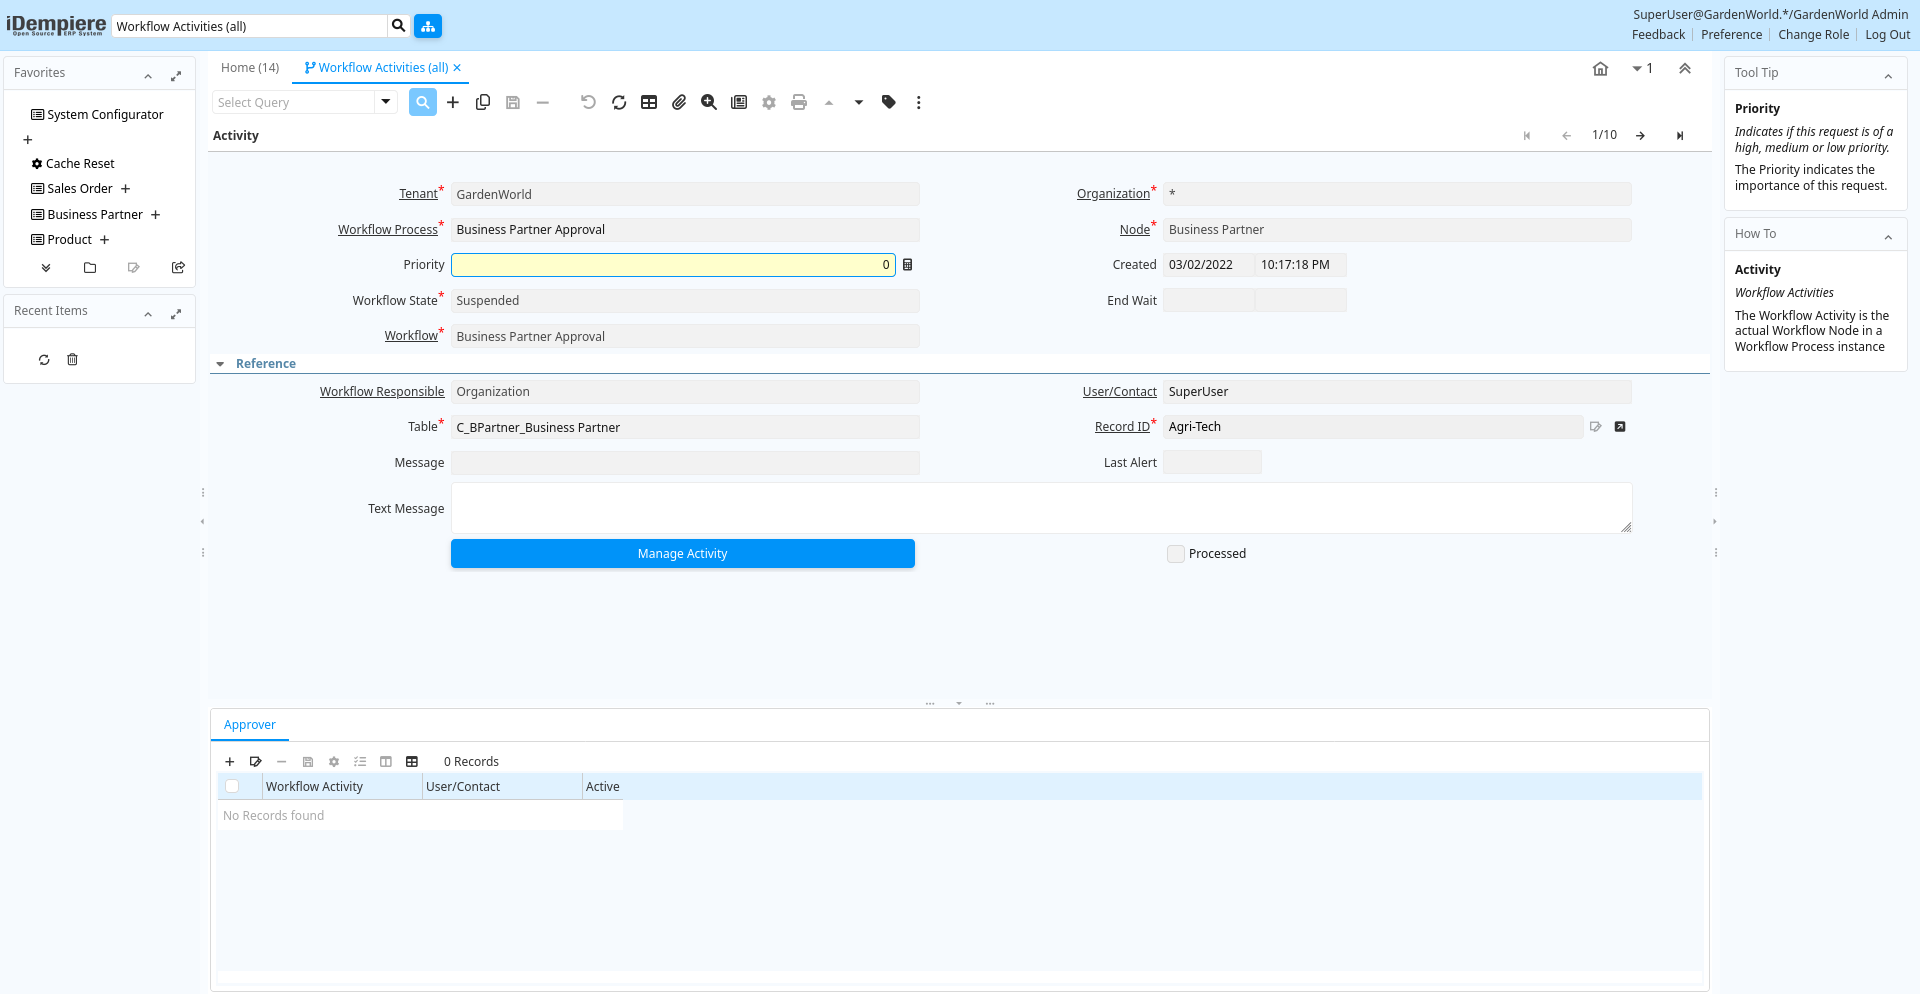 iDempiere
Open Source ERP System
Workflow Activities (all)
SuperUser@GardenWorld.*/GardenWorld Admin
Feedback
Preference
Change Role
Log Out
Favorites
System Configurator
Cache Reset
Sales Order
Business Partner
Product
Recent Items
Home (14)
Workflow Activities (all)
1
Select Query
Activity
1/10
Tenant*
GardenWorld
Organization*
*
Workflow Process*
Business Partner Approval
Node*
Business Partner
Priority
0
Created
03/02/2022
10:17:18 PM
Workflow State*
Suspended
End Wait
Workflow*
Business Partner Approval
Reference
Workflow Responsible
Organization
User/Contact
SuperUser
Table*
C_BPartner_Business Partner
Record ID*
Agri-Tech
Message
Last Alert
Text Message
Manage Activity
Processed
Approver
0 Records
Workflow Activity
User/Contact
Active
No Records found
Tool Tip
Priority
Indicates if this request is of a
high, medium or low priority.
The Priority indicates the
importance of this request.
How To
Activity
Workflow Activities
The Workflow Activity is the
actual Workflow Node in a
Workflow Process instance